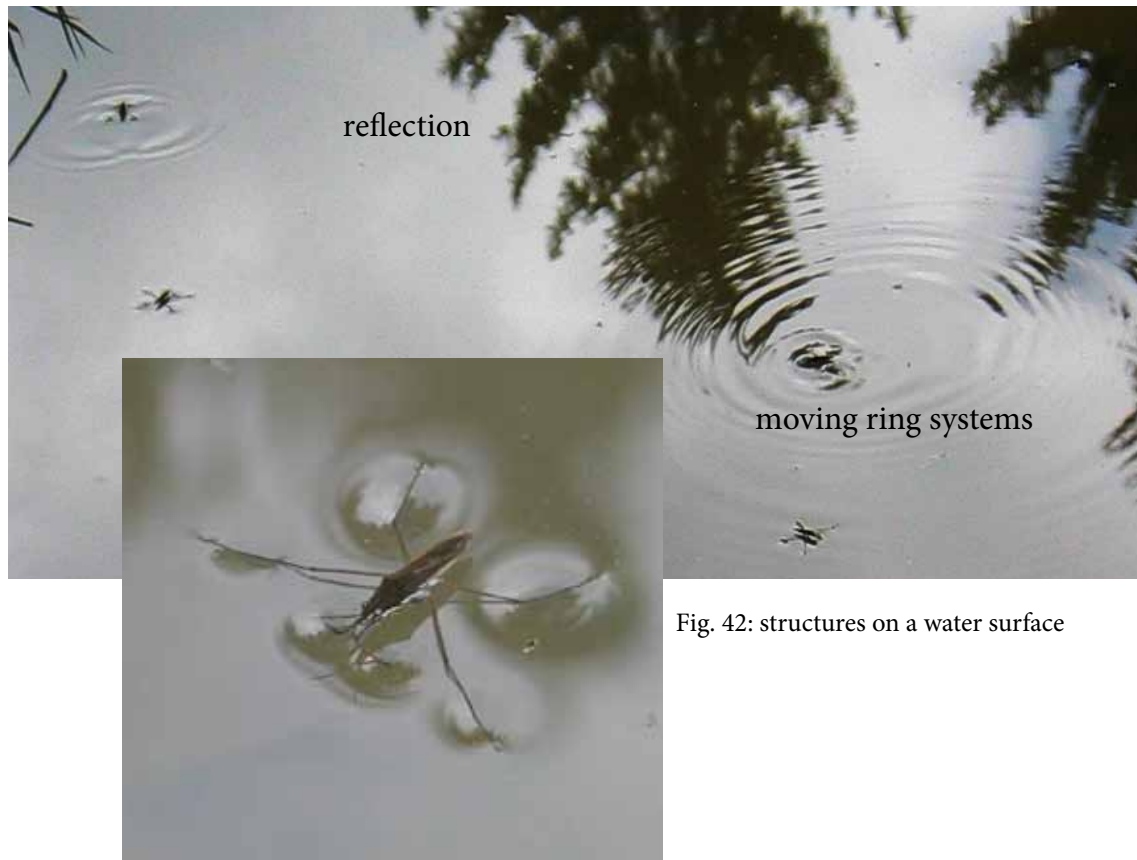 reflection
moving ring systems
Fig. 42: structures on a water surface